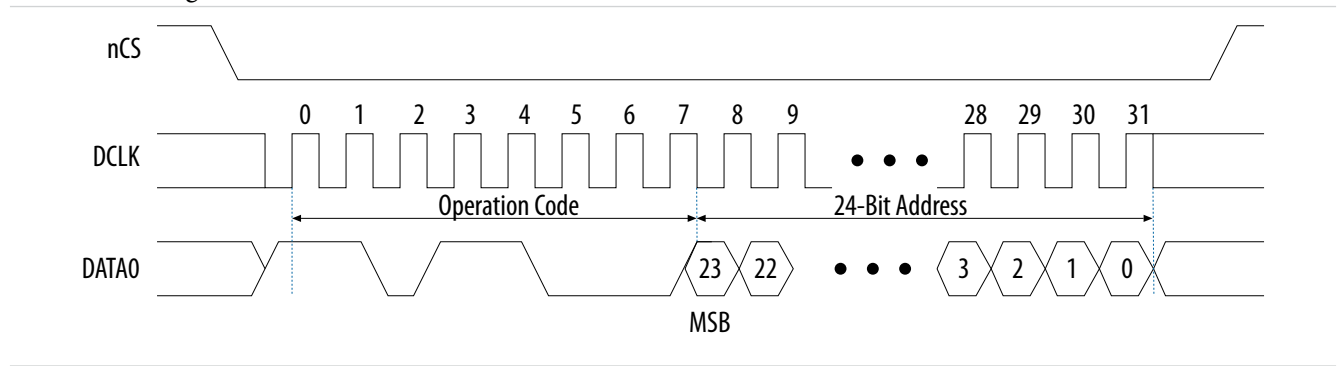 nCS
0 1 2 3 4 5 6 7 8 9 28 29 30 31
DCLK
Operation Code 24-Bit Address
DATA0 23 22 3 2 1 0
MSB